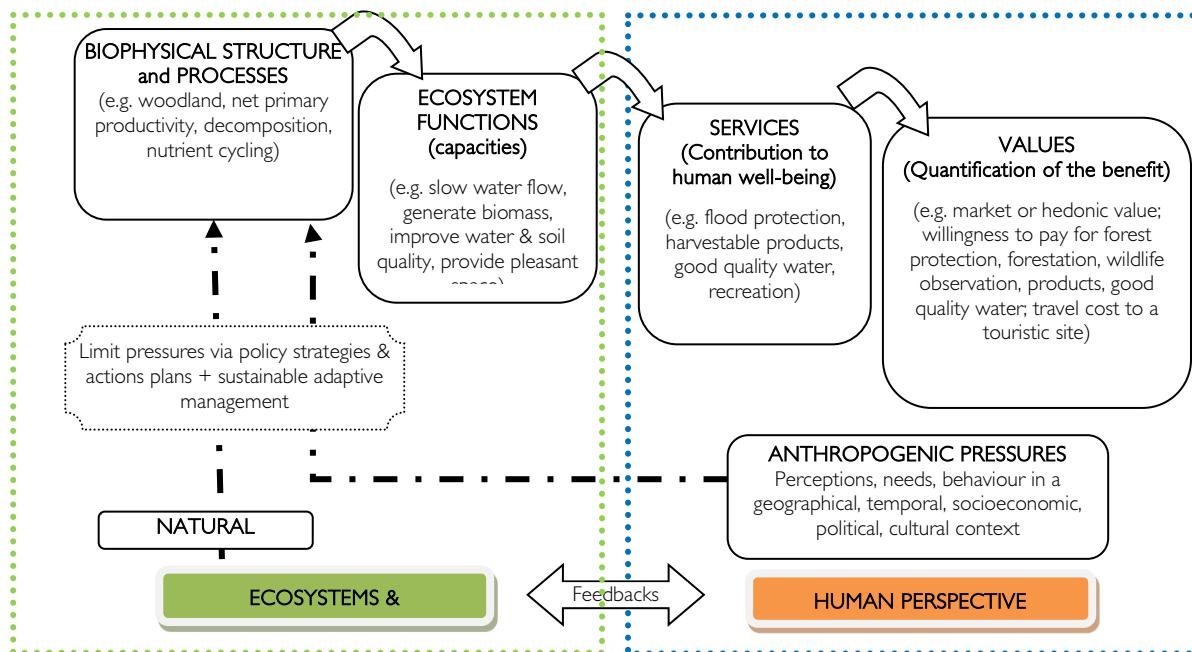 BIOPHYSICAL STRUCTURE
and PROCESSES
(e.g. woodland, net primary
productivity, decomposition,
nutrient cycling)
ECOSYSTEM
FUNCTIONS
(capacities)
(e.g. slow water flow,
generate biomass,
improve water & soil
quality, provide pleasant
space)
SERVICES
(Contribution to
human well-being)
(e.g. flood protection,
harvestable products,
good quality water,
recreation)
VALUES
(Quantification of the benefit)
(e.g. market or hedonic value;
willingness to pay for forest
protection, forestation, wildlife
observation, products, good
quality water; travel cost to a
touristic site)
Limit pressures via policy strategies &
actions plans + sustainable adaptive
management
ANTHROPOGENIC PRESSURES
Perceptions, needs, behaviour in a
geographical, temporal, socioeconomic,
political, cultural context
NATURAL
ECOSYSTEMS &
Feedbacks
HUMAN PERSPECTIVE